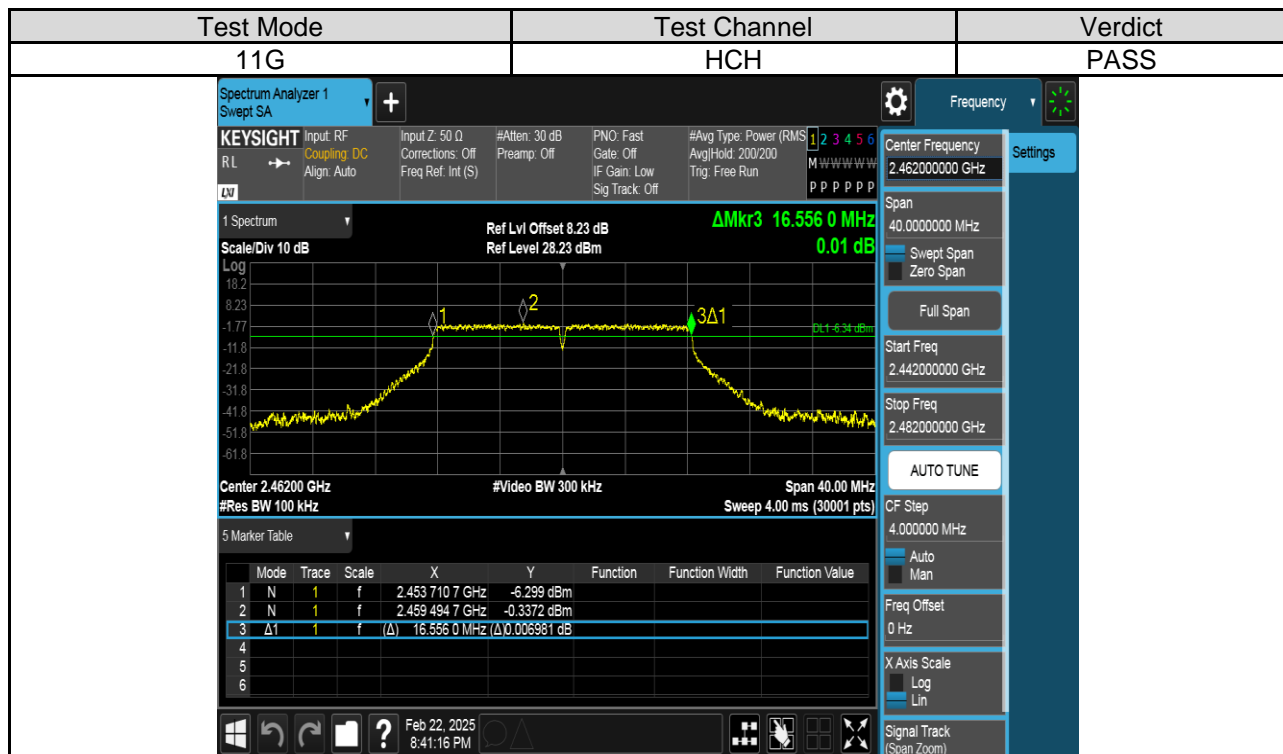 Test Mode Test Channel Verdict
11G HCH PASS
Spectrum Analyzer 1
Swept SA
+
Frequency
KEYSIGHT Input: RF Input Z: 50 Ω #Atten: 30 dB PNO: Fast #Avg Type: Power (RMS 1 2 3 4 5 6
R L Coupling: DC Corrections: Off Preamp: Off Gate: Off Avg|Hold: 200/200 M W W W W W
Align: Auto Freq Ref: Int (S) IF Gain: Low Trig: Free Run
LXI Sig Track: Off P P P P P P
1 Spectrum
Ref Lvl Offset 8.23 dB ΔMkr3 16.556 0 MHz
Scale/Div 10 dB Ref Level 28.23 dBm 0.01 dB
Log
18.2
8.23
-1.77
-11.8
-21.8
-31.8
-41.8
-51.8
-61.8
1
2
3Δ1
DL1 -6.34 dBm
Center 2.46200 GHz #Video BW 300 kHz Span 40.00 MHz
#Res BW 100 kHz Sweep 4.00 ms (30001 pts)
5 Marker Table
Mode Trace Scale X Y Function Function Width Function Value
1 N 1 f 2.453 710 7 GHz -6.299 dBm
2 N 1 f 2.459 494 7 GHz -0.3372 dBm
3 Δ1 1 f (Δ) 16.556 0 MHz (Δ)0.006981 dB
4
5
6
?
Feb 22, 2025
8:41:16 PM
Center Frequency
2.462000000 GHz
Settings
Span
40.0000000 MHz
Swept Span
Zero Span
Full Span
Start Freq
2.442000000 GHz
Stop Freq
2.482000000 GHz
AUTO TUNE
CF Step
4.000000 MHz
Auto
Man
Freq Offset
0 Hz
X Axis Scale
Log
Lin
Signal Track
(Span Zoom)